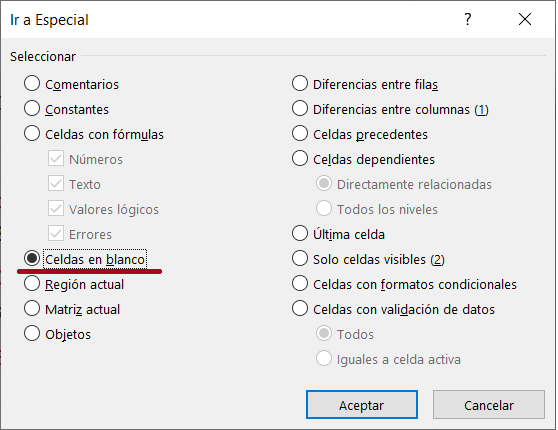 Ir a Especial
Seleccionar
Comentarios
Constantes
Celdas con fórmulas
Números
Texto
Valores lógicos
Errores
Celdas en blanco
Región actual
Matriz actual
Objetos
Diferencias entre filas
Diferencias entre columnas (1)
Celdas precedentes
Celdas dependientes
Directamente relacionadas
Todos los niveles
Última celda
Solo celdas visibles (2)
Celdas con formatos condicionales
Celdas con validación de datos
Todos
Iguales a celda activa
Aceptar
Cancelar